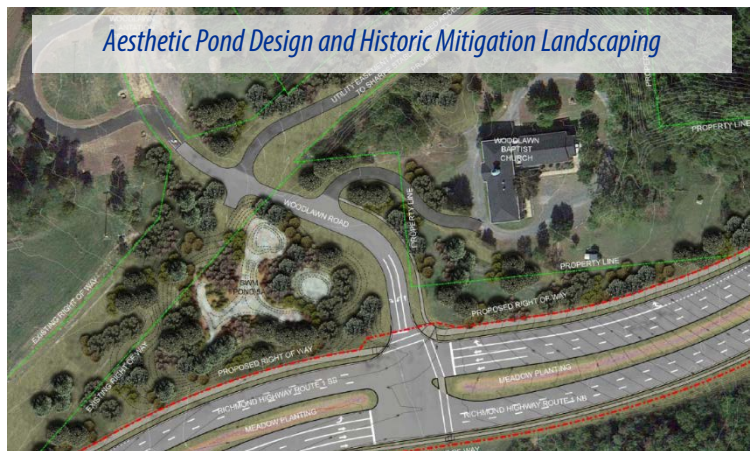 Aesthetic Pond Design and Historic Mitigation Landscaping
UTILITY EASEMENT
PROPERTY LINE
WOODLAWN
BAPTIST
CHURCH
WOODLAWN ROAD
PROPERTY LINE
PROPERTY LINE
EXISTING RIGHT OF WAY
SWM
POND
PROPOSED RIGHT OF WAY
PROPOSED RIGHT OF WAY
EXISTING RIGHT OF WAY
MEADOW PLANTING
RICHMOND HIGHWAY ROUTE 1 SB
RICHMOND HIGHWAY ROUTE 1 NB
MEADOW PLANTING